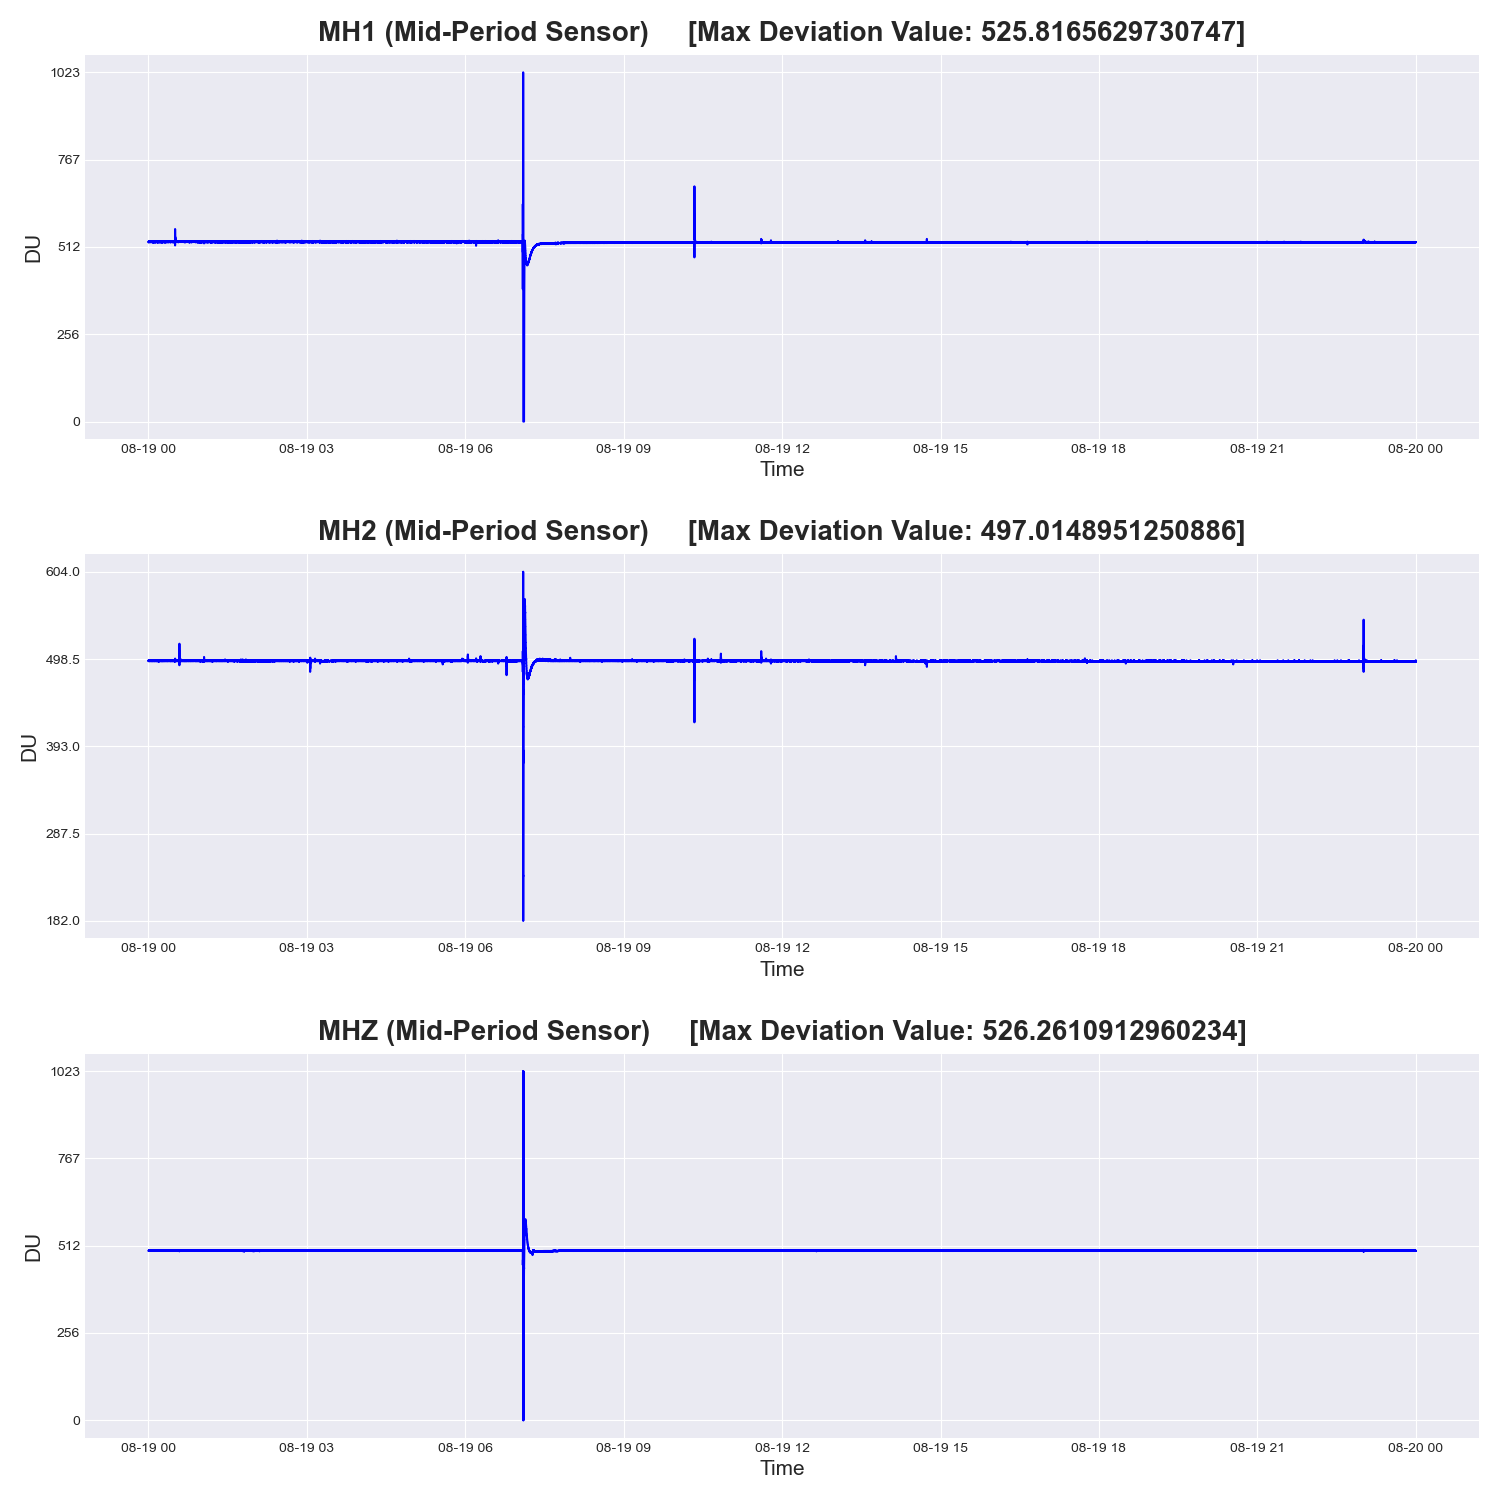 MH1 (Mid-Period Sensor) [Max Deviation Value: 525.8165629730747]
1023
767
512
256
0
DU
08-19 00 08-19 03 08-19 06 08-19 09 08-19 12 08-19 15 08-19 18 08-19 21 08-20 00
Time
MH2 (Mid-Period Sensor) [Max Deviation Value: 497.0148951250886]
604.0
498.5
393.0
287.5
182.0
DU
08-19 00 08-19 03 08-19 06 08-19 09 08-19 12 08-19 15 08-19 18 08-19 21 08-20 00
Time
MHZ (Mid-Period Sensor) [Max Deviation Value: 526.2610912960234]
1023
767
512
256
0
DU
08-19 00 08-19 03 08-19 06 08-19 09 08-19 12 08-19 15 08-19 18 08-19 21 08-20 00
Time